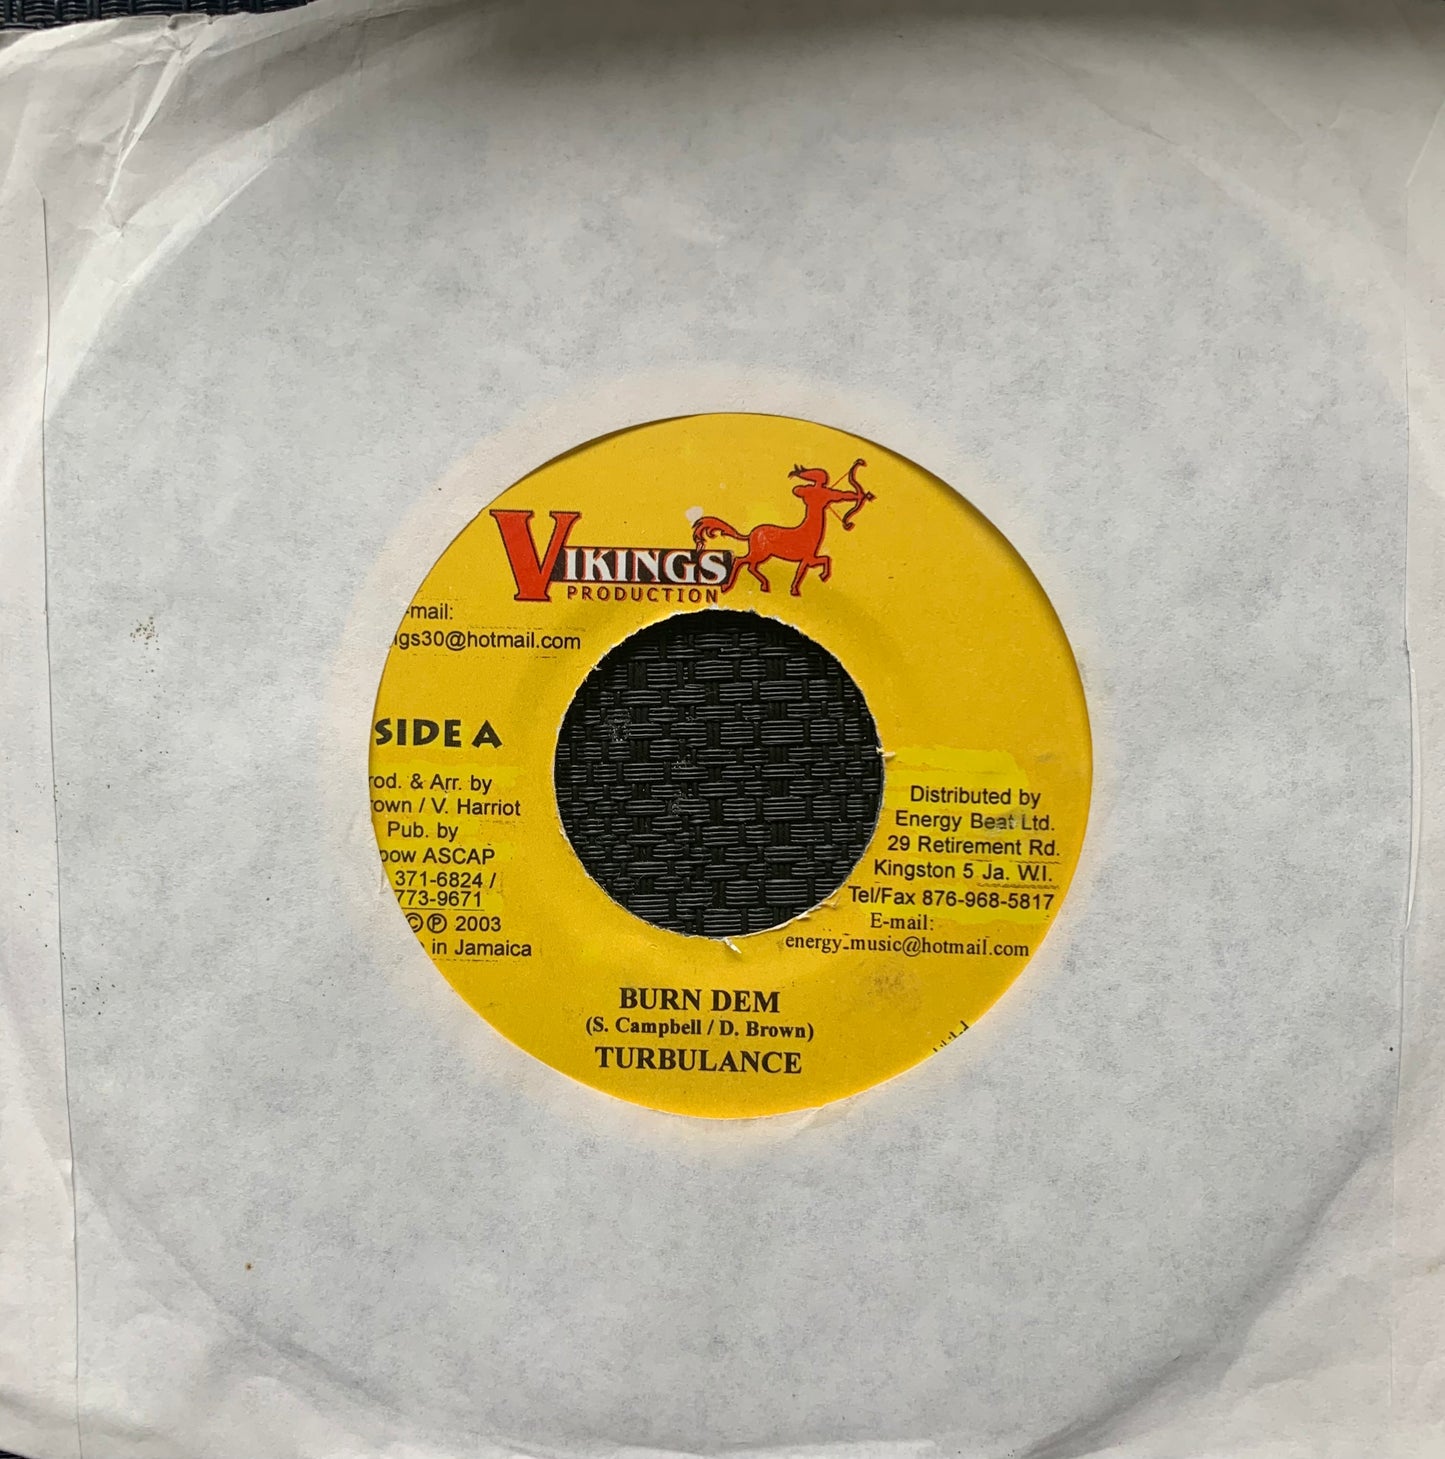 VIKINGS
PRODUCTION
-mail:
ngs30@hotmail.com
SIDE A
rod. & Arr. by
rown / V. Harriot
Pub. by
pow ASCAP
371-6824 /
773-9671
©℗ 2003
in Jamaica
Distributed by
Energy Beat Ltd.
29 Retirement Rd.
Kingston 5 Ja. W.I.
Tel/Fax 876-968-5817
E-mail:
energy_music@hotmail.com
BURN DEM
(S. Campbell / D. Brown)
TURBULANCE